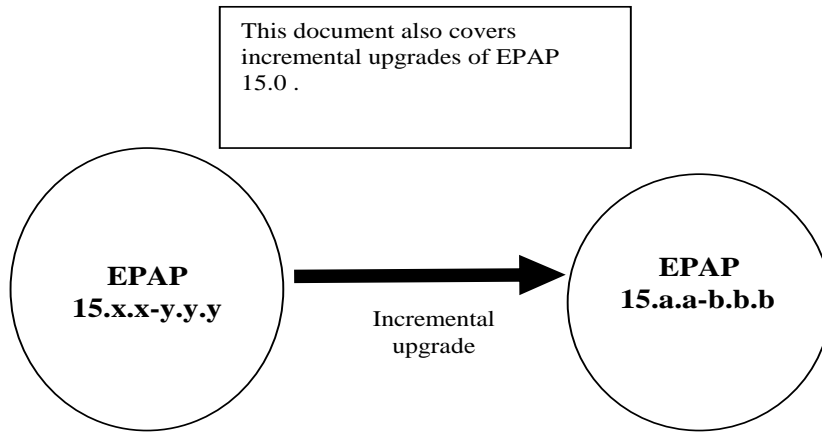 This document also covers
incremental upgrades of EPAP
15.0 .
EPAP
15.x.x-y.y.y
Incremental
upgrade
EPAP
15.a.a-b.b.b